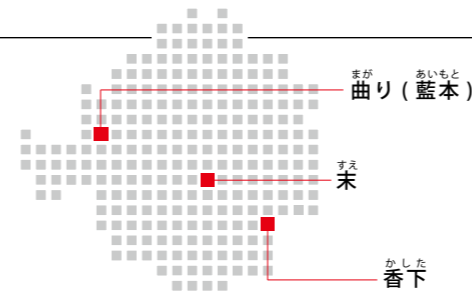 まが あいもと
曲り(藍本)
すえ
末
かした
香下